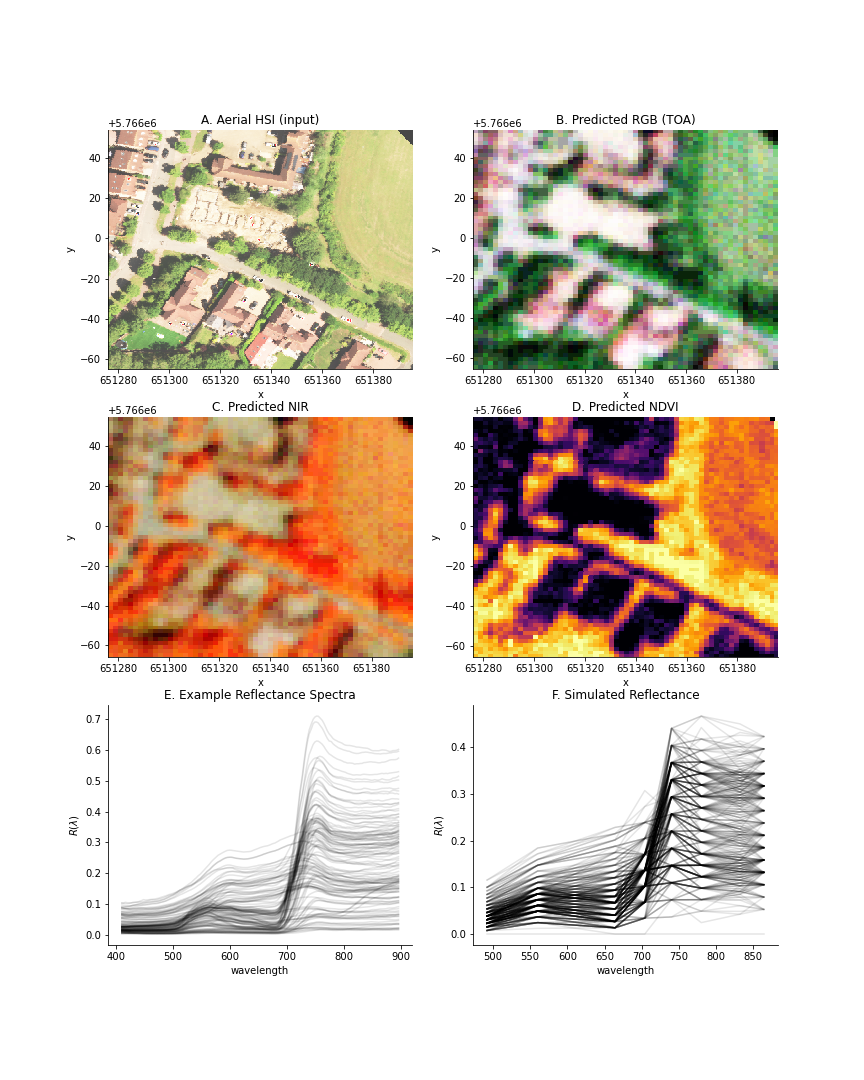 A. Aerial HSI (input)
+5.766e6
y
40
20
0
−20
−40
−60
651280 651300 651320 651340 651360 651380
x
B. Predicted RGB (TOA)
+5.766e6
y
40
20
0
−20
−40
−60
651280 651300 651320 651340 651360 651380
x
C. Predicted NIR
+5.766e6
y
40
20
0
−20
−40
−60
651280 651300 651320 651340 651360 651380
x
D. Predicted NDVI
+5.766e6
y
40
20
0
−20
−40
−60
651280 651300 651320 651340 651360 651380
x
E. Example Reflectance Spectra
R(λ)
0.7
0.6
0.5
0.4
0.3
0.2
0.1
0.0
400 500 600 700 800 900
wavelength
F. Simulated Reflectance
R(λ)
0.4
0.3
0.2
0.1
0.0
500 550 600 650 700 750 800 850
wavelength